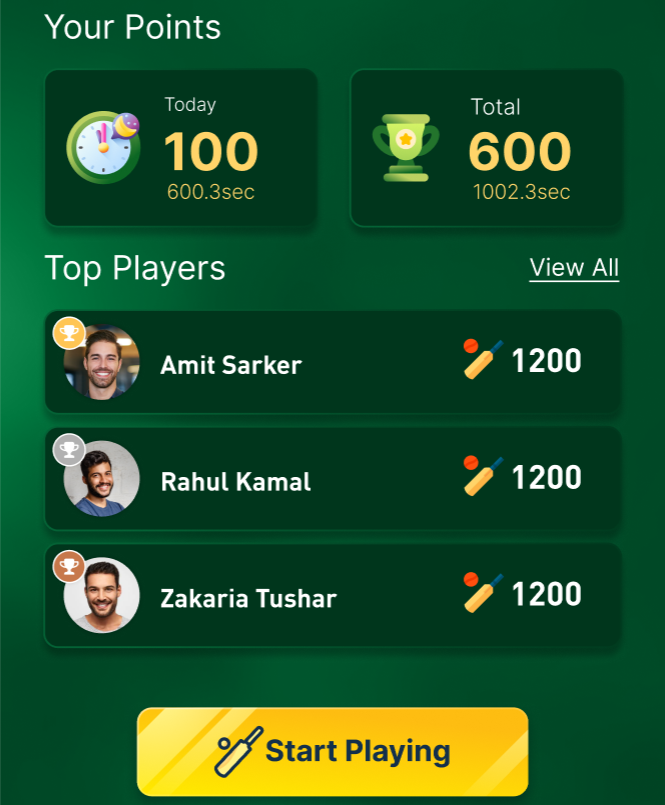 Your Points
Today
100
600.3sec
Total
600
1002.3sec
Top Players
View All
Amit Sarker
1200
Rahul Kamal
1200
Zakaria Tushar
1200
Start Playing